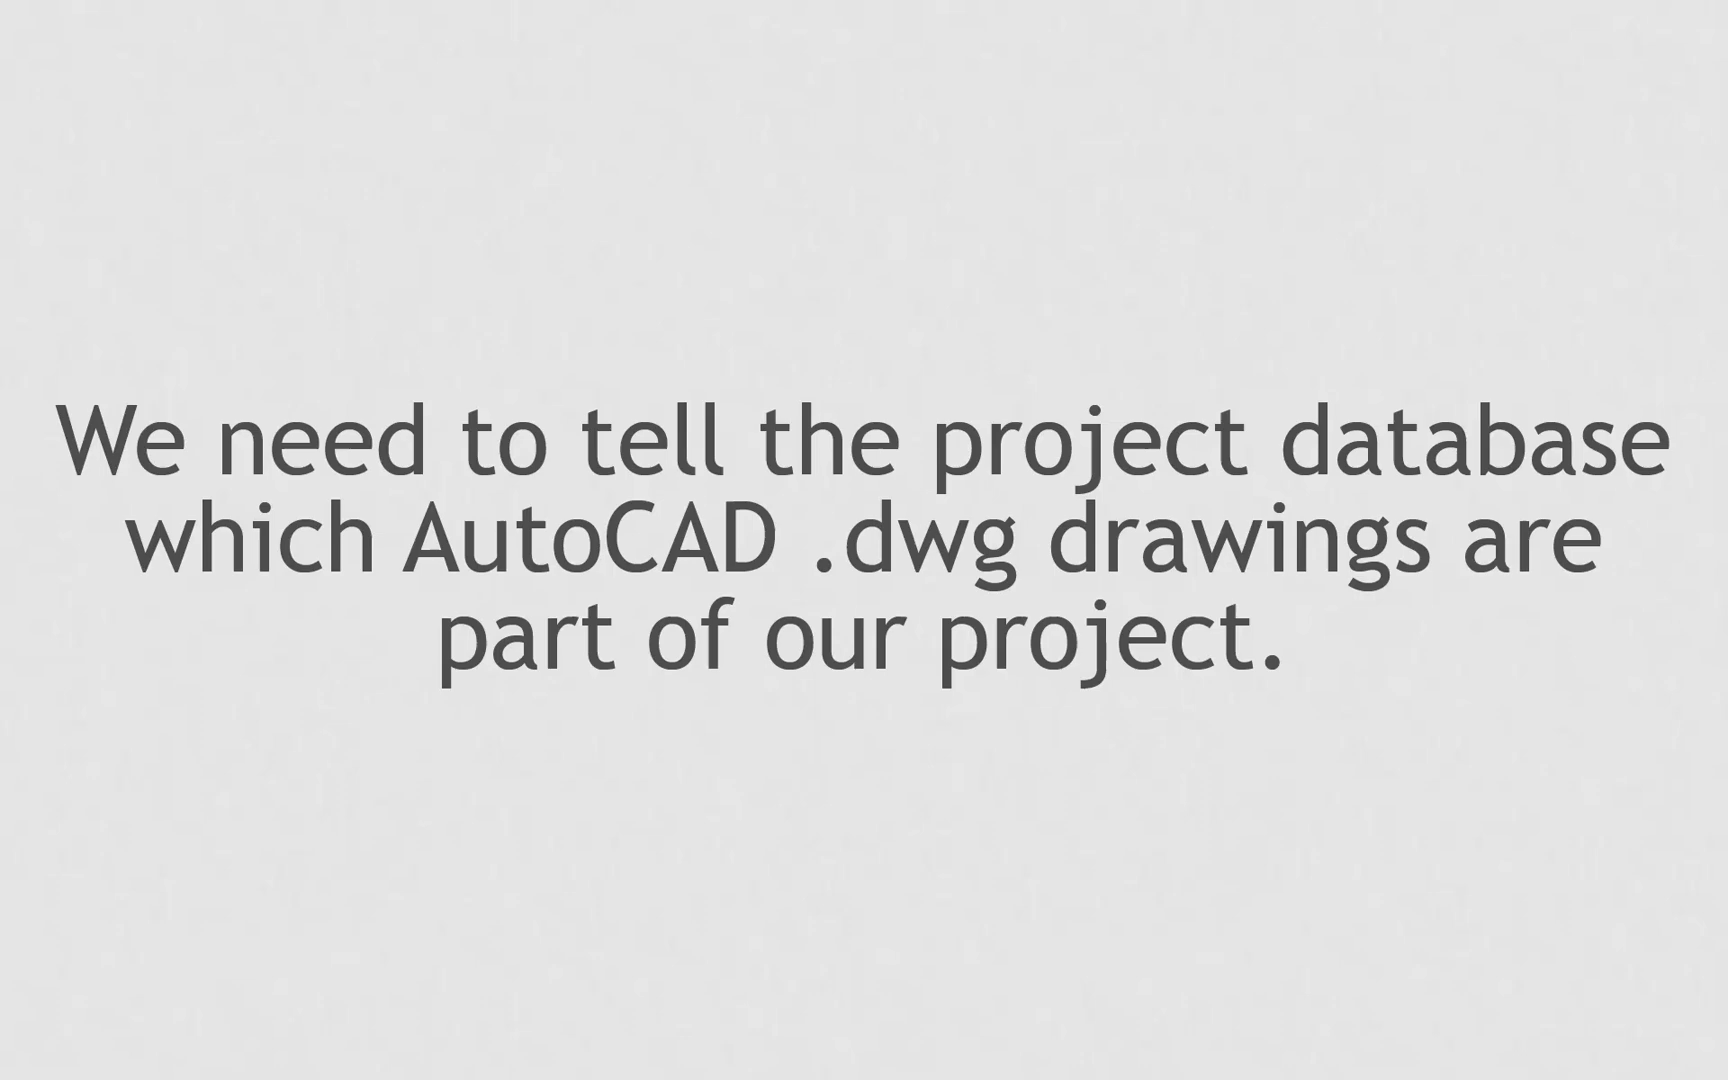 We need to tell the project database
which AutoCAD .dwg drawings are
part of our project.